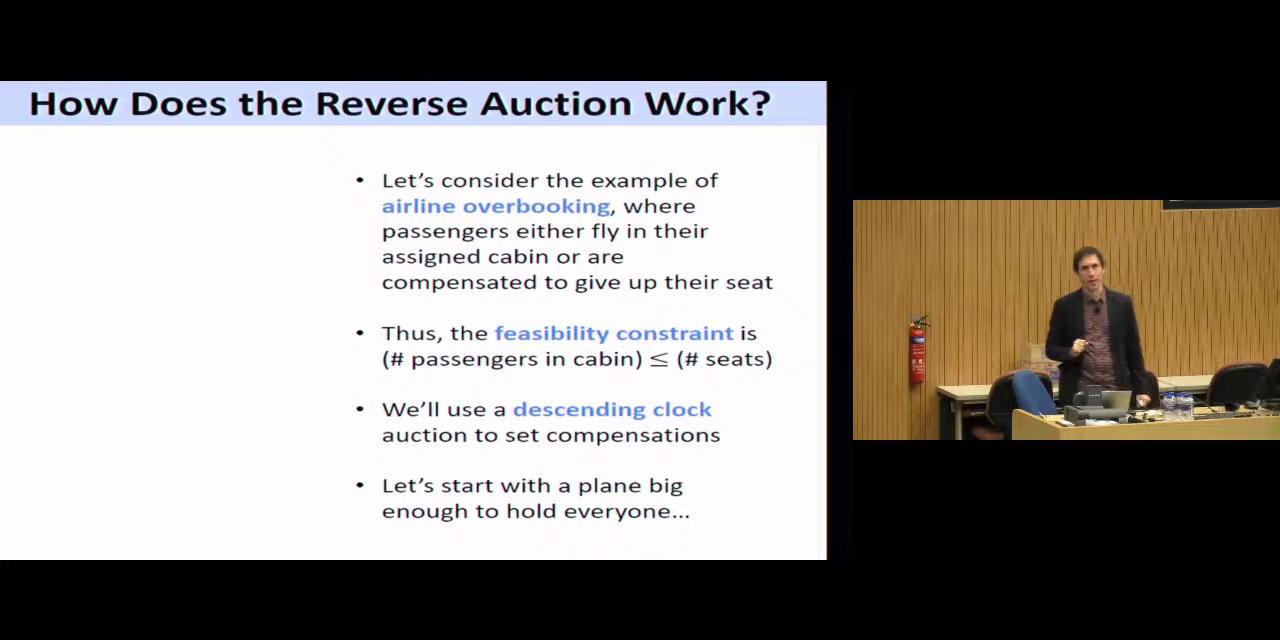 How Does the Reverse Auction Work?
• Let's consider the example of
airline overbooking, where
passengers either fly in their
assigned cabin or are
compensated to give up their seat
• Thus, the feasibility constraint is
(# passengers in cabin) ≤ (# seats)
• We'll use a descending clock
auction to set compensations
• Let's start with a plane big
enough to hold everyone...